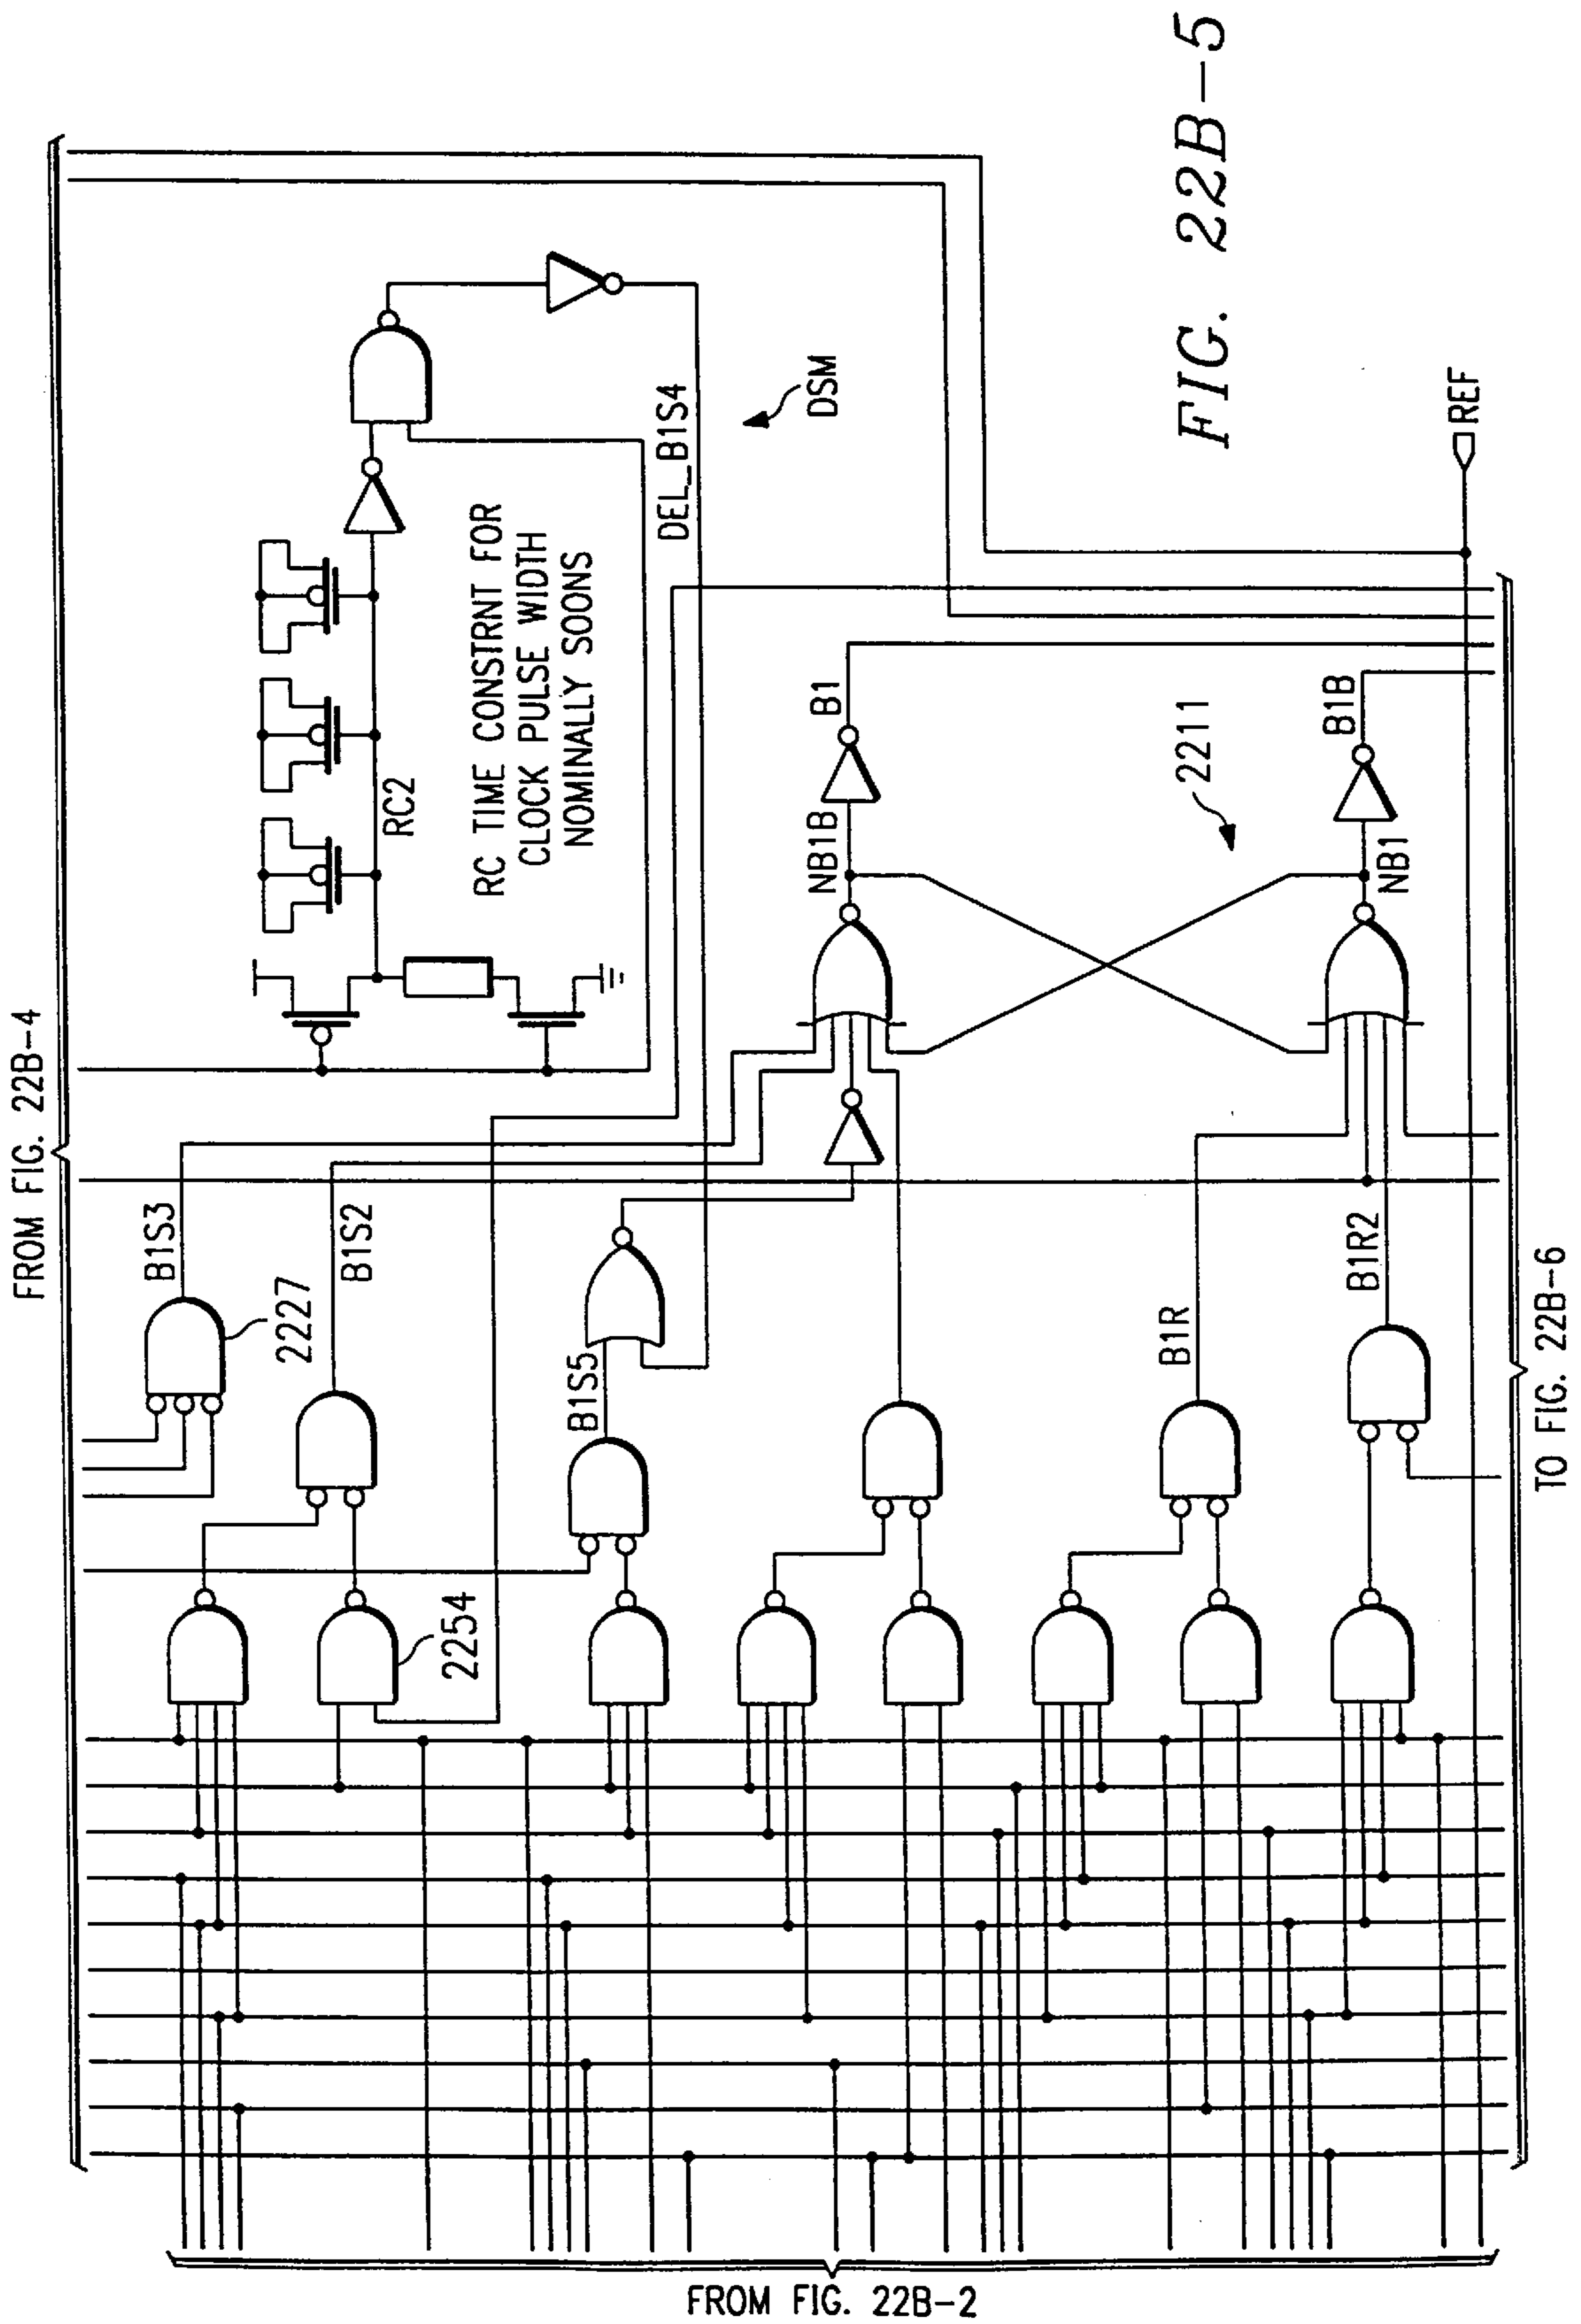 FROM FIG. 22B-4
B1S3
2227
B1S2
2254
B1S5
RC2
RC TIME CONSTRNT FOR
CLOCK PULSE WIDTH
NOMINALLY SOONS
DEL_B1S4
DSM
NB1B
B1
2211
B1R
B1R2
NB1
B1B
REF
FIG. 22B-5
FROM FIG. 22B-2
TO FIG. 22B-6